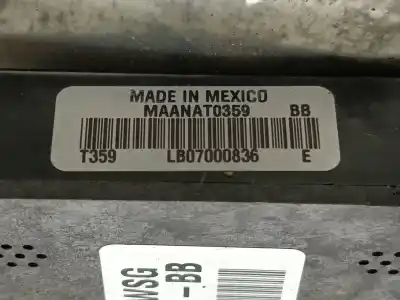 MADE IN MEXICO
MAANAT0359 BB
T359 LB07000836 E
WSG
-BB